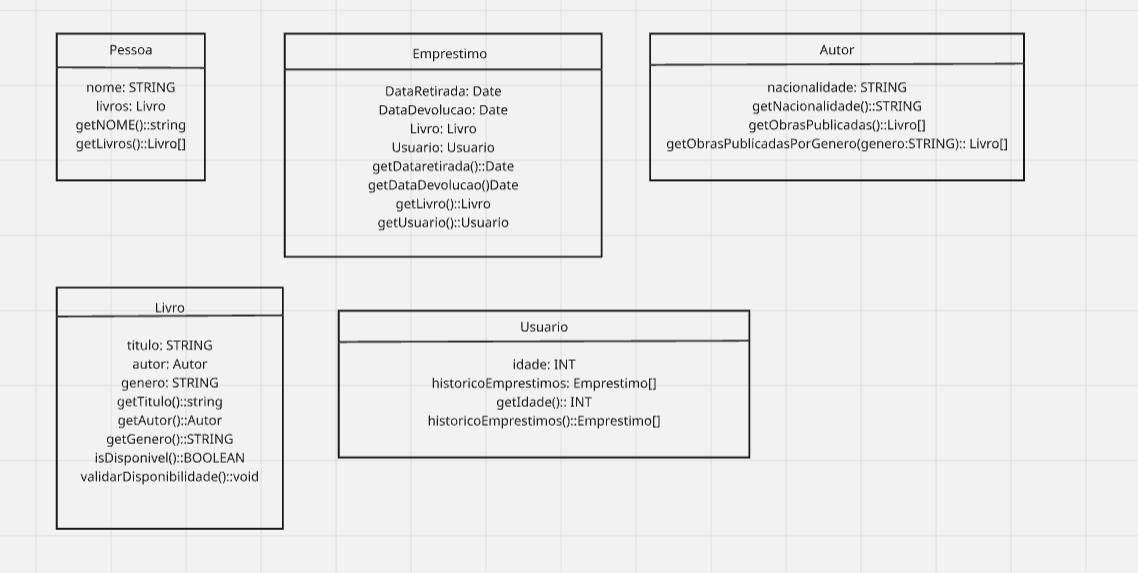 Pessoa
nome: STRING
livros: Livro
getNOME()::string
getLivros()::Livro[]
Emprestimo
DataRetirada: Date
DataDevolucao: Date
Livro: Livro
Usuario: Usuario
getDataretirada()::Date
getDataDevolucao()Date
getLivro()::Livro
getUsuario()::Usuario
Autor
nacionalidade: STRING
getNacionalidade()::STRING
getObrasPublicadas()::Livro[]
getObrasPublicadasPorGenero(genero:STRING):: Livro[]
Livro
titulo: STRING
autor: Autor
genero: STRING
getTitulo()::string
getAutor()::Autor
getGenero()::STRING
isDisponivel()::BOOLEAN
validarDisponibilidade()::void
Usuario
idade: INT
historicoEmprestimos: Emprestimo[]
getIdade():: INT
historicoEmprestimos()::Emprestimo[]